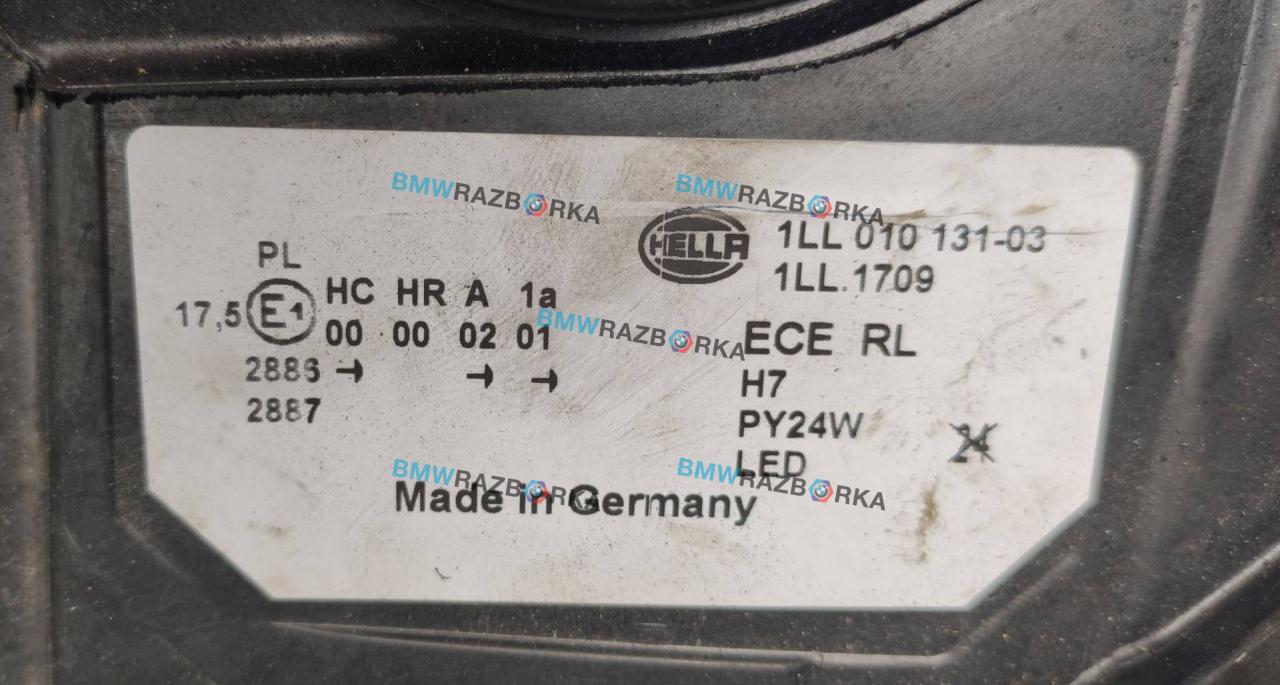 BMWRAZBORKA BMWRAZBORKA
HELLA 1LL 010 131-03
1LL.1709
PL
17,5 E1 HC HR A 1a
00 00 02 01
2886 →  →  →
2887
BMWRAZBORKA
ECE RL
H7
PY24W
24
LED
BMWRAZBORKA BMWRAZBORKA
Made in Germany